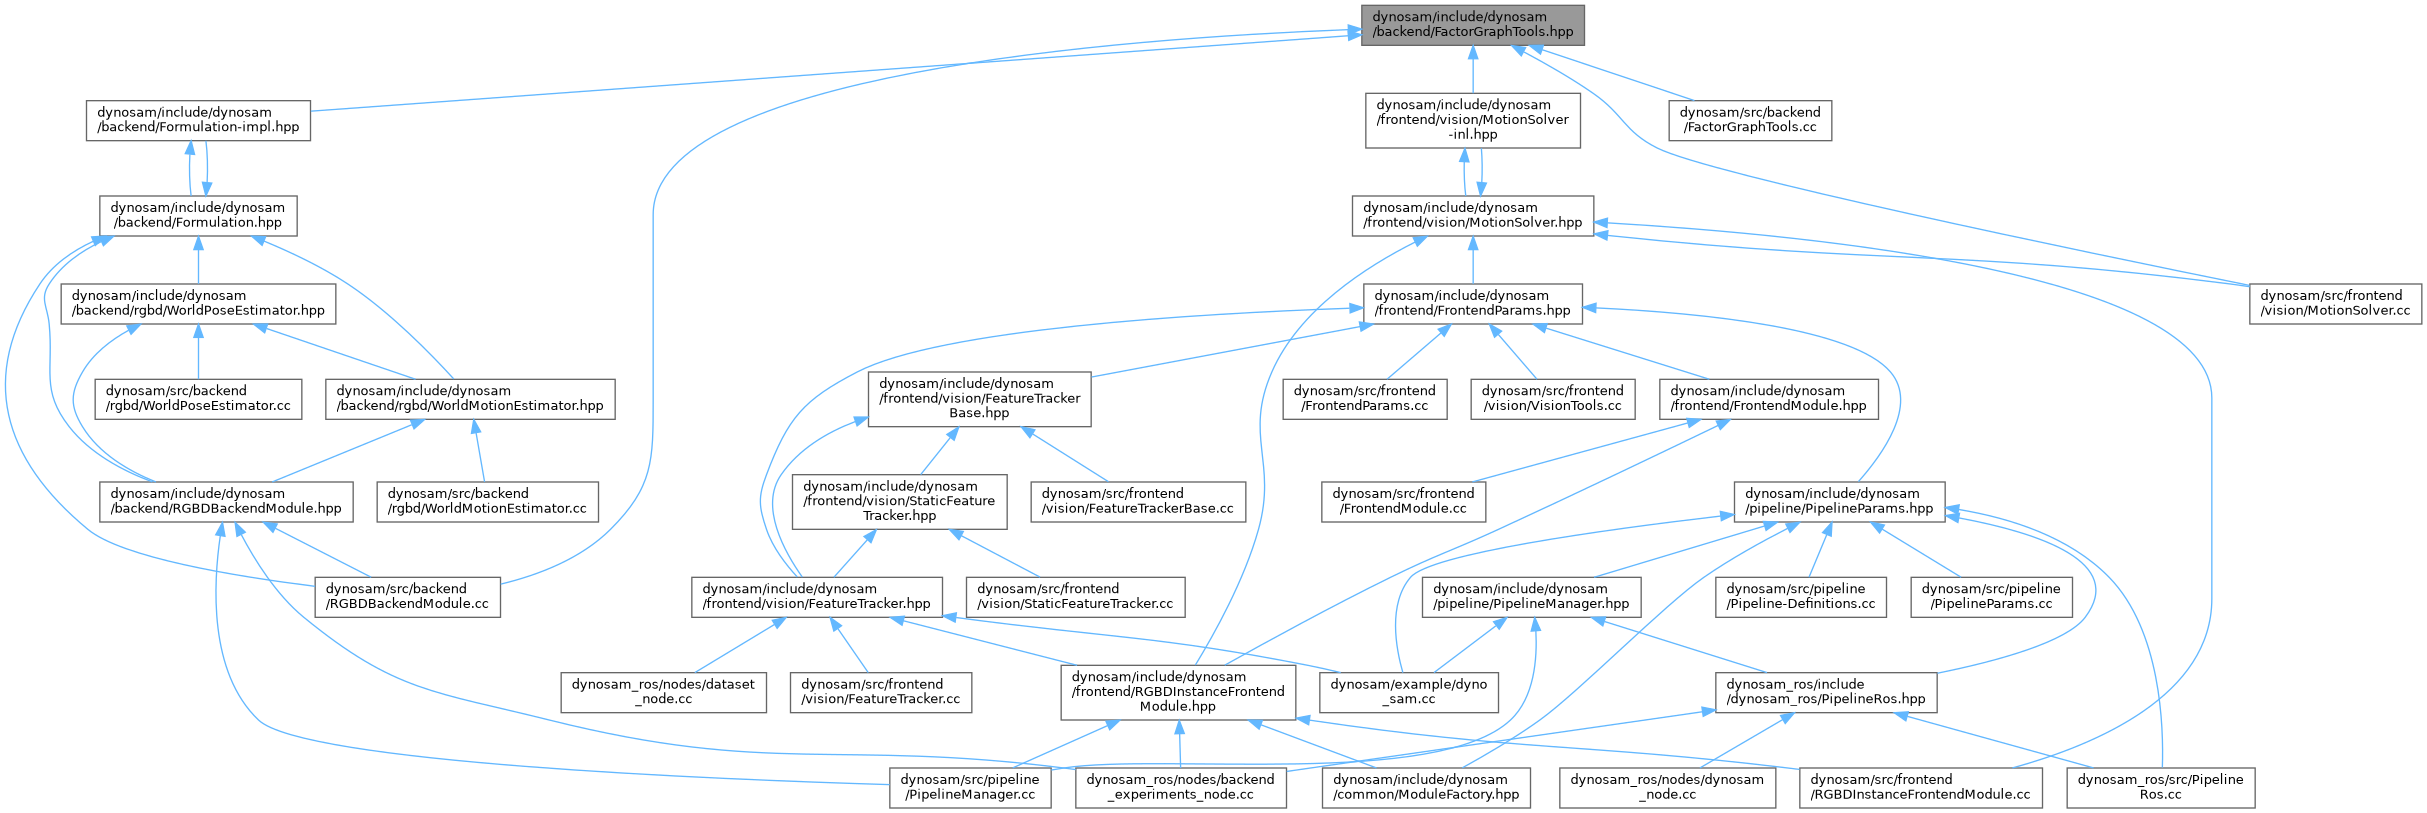 dynosam/include/dynosam
/backend/FactorGraphTools.hpp
dynosam/include/dynosam
/backend/Formulation-impl.hpp
dynosam/include/dynosam
/frontend/vision/MotionSolver
-inl.hpp
dynosam/src/backend
/FactorGraphTools.cc
dynosam/include/dynosam
/backend/Formulation.hpp
dynosam/include/dynosam
/frontend/vision/MotionSolver.hpp
dynosam/include/dynosam
/backend/rgbd/WorldPoseEstimator.hpp
dynosam/include/dynosam
/frontend/FrontendParams.hpp
dynosam/src/frontend
/vision/MotionSolver.cc
dynosam/src/backend
/rgbd/WorldPoseEstimator.cc
dynosam/include/dynosam
/backend/rgbd/WorldMotionEstimator.hpp
dynosam/include/dynosam
/frontend/vision/FeatureTracker
Base.hpp
dynosam/src/frontend
/FrontendParams.cc
dynosam/src/frontend
/vision/VisionTools.cc
dynosam/include/dynosam
/frontend/FrontendModule.hpp
dynosam/include/dynosam
/backend/RGBDBackendModule.hpp
dynosam/src/backend
/rgbd/WorldMotionEstimator.cc
dynosam/include/dynosam
/frontend/vision/StaticFeature
Tracker.hpp
dynosam/src/frontend
/vision/FeatureTrackerBase.cc
dynosam/src/frontend
/FrontendModule.cc
dynosam/include/dynosam
/pipeline/PipelineParams.hpp
dynosam/src/backend
/RGBDBackendModule.cc
dynosam/include/dynosam
/frontend/vision/FeatureTracker.hpp
dynosam/src/frontend
/vision/StaticFeatureTracker.cc
dynosam/include/dynosam
/pipeline/PipelineManager.hpp
dynosam/src/pipeline
/Pipeline-Definitions.cc
dynosam/src/pipeline
/PipelineParams.cc
dynosam_ros/nodes/dataset
_node.cc
dynosam/src/frontend
/vision/FeatureTracker.cc
dynosam/include/dynosam
/frontend/RGBDInstanceFrontend
Module.hpp
dynosam/example/dyno
_sam.cc
dynosam_ros/include
/dynosam_ros/PipelineRos.hpp
dynosam/src/pipeline
/PipelineManager.cc
dynosam_ros/nodes/backend
_experiments_node.cc
dynosam/include/dynosam
/common/ModuleFactory.hpp
dynosam_ros/nodes/dynosam
_node.cc
dynosam/src/frontend
/RGBDInstanceFrontendModule.cc
dynosam_ros/src/Pipeline
Ros.cc